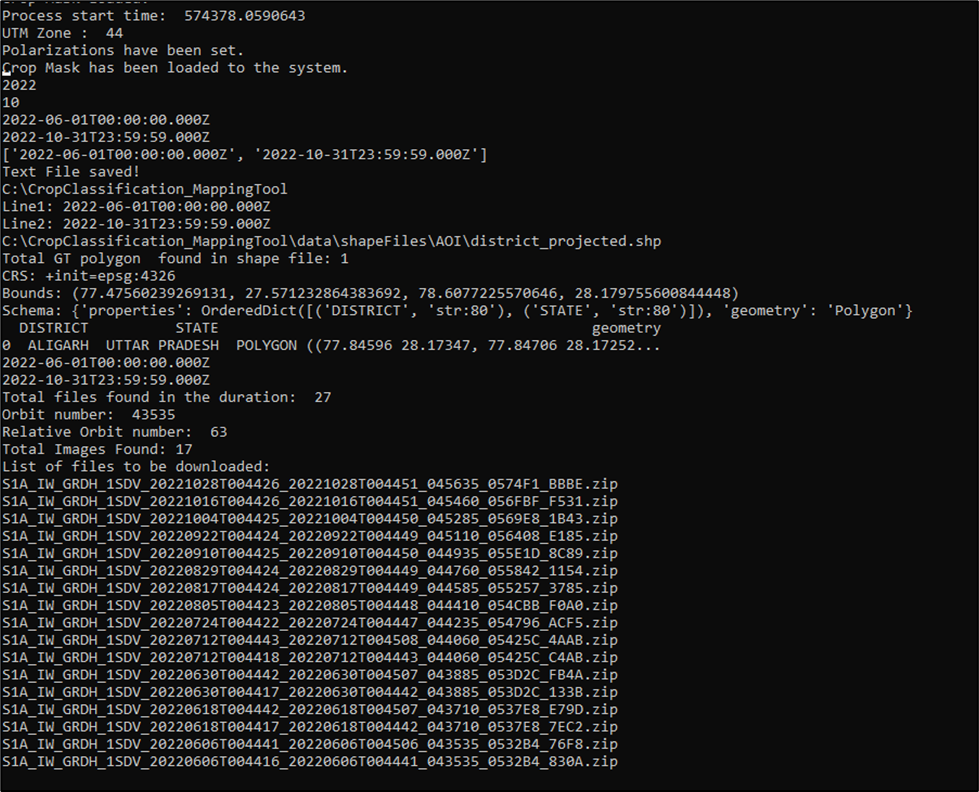 Process start time:  574378.0590643
UTM Zone :  44
Polarizations have been set.
Crop Mask has been loaded to the system.
2022
10
2022-06-01T00:00:00.000Z
2022-10-31T23:59:59.000Z
['2022-06-01T00:00:00.000Z', '2022-10-31T23:59:59.000Z']
Text File saved!
C:\CropClassification_MappingTool
Line1: 2022-06-01T00:00:00.000Z
Line2: 2022-10-31T23:59:59.000Z
C:\CropClassification_MappingTool\data\shapeFiles\AOI\district_projected.shp
Total GT polygon  found in shape file: 1
CRS: +init=epsg:4326
Bounds: (77.47560239269131, 27.571232864383692, 78.6077225570646, 28.179755600844448)
Schema: {'properties': OrderedDict([('DISTRICT', 'str:80'), ('STATE', 'str:80')]), 'geometry': 'Polygon'}
  DISTRICT          STATE                                           geometry
0  ALIGARH  UTTAR PRADESH  POLYGON ((77.84596 28.17347, 77.84706 28.17252...
2022-06-01T00:00:00.000Z
2022-10-31T23:59:59.000Z
Total files found in the duration:  27
Orbit number:  43535
Relative Orbit number:  63
Total Images Found: 17
List of files to be downloaded:
S1A_IW_GRDH_1SDV_20221028T004426_20221028T004451_045635_0574F1_BBBE.zip
S1A_IW_GRDH_1SDV_20221016T004426_20221016T004451_045460_056FBF_F531.zip
S1A_IW_GRDH_1SDV_20221004T004425_20221004T004450_045285_0569E8_1B43.zip
S1A_IW_GRDH_1SDV_20220922T004424_20220922T004449_045110_056408_E185.zip
S1A_IW_GRDH_1SDV_20220910T004425_20220910T004450_044935_055E1D_8C89.zip
S1A_IW_GRDH_1SDV_20220829T004424_20220829T004449_044760_055842_1154.zip
S1A_IW_GRDH_1SDV_20220817T004424_20220817T004449_044585_055257_3785.zip
S1A_IW_GRDH_1SDV_20220805T004423_20220805T004448_044410_054CBB_F0A0.zip
S1A_IW_GRDH_1SDV_20220724T004422_20220724T004447_044235_054796_ACF5.zip
S1A_IW_GRDH_1SDV_20220712T004443_20220712T004508_044060_05425C_4AAB.zip
S1A_IW_GRDH_1SDV_20220712T004418_20220712T004443_044060_05425C_C4AB.zip
S1A_IW_GRDH_1SDV_20220630T004442_20220630T004507_043885_053D2C_FB4A.zip
S1A_IW_GRDH_1SDV_20220630T004417_20220630T004442_043885_053D2C_133B.zip
S1A_IW_GRDH_1SDV_20220618T004442_20220618T004507_043710_0537E8_E79D.zip
S1A_IW_GRDH_1SDV_20220618T004417_20220618T004442_043710_0537E8_7EC2.zip
S1A_IW_GRDH_1SDV_20220606T004441_20220606T004506_043535_0532B4_76F8.zip
S1A_IW_GRDH_1SDV_20220606T004416_20220606T004441_043535_0532B4_830A.zip